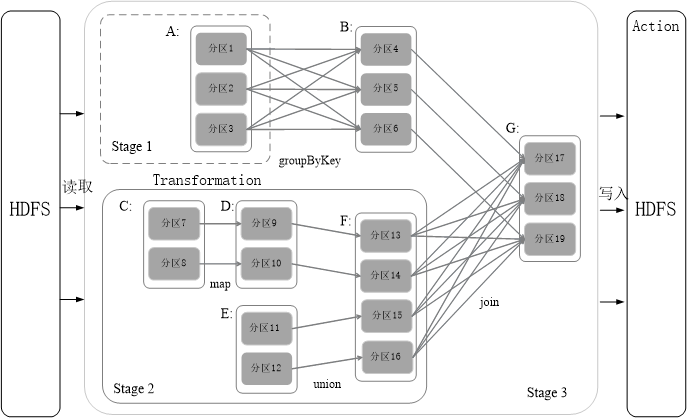 HDFS
读取
A:
分区1
分区2
分区3
Stage 1
groupByKey
B:
分区4
分区5
分区6
Transformation
C:
分区7
分区8
map
D:
分区9
分区10
E:
分区11
分区12
union
F:
分区13
分区14
分区15
分区16
Stage 2
join
G:
分区17
分区18
分区19
Stage 3
写入
Action
HDFS